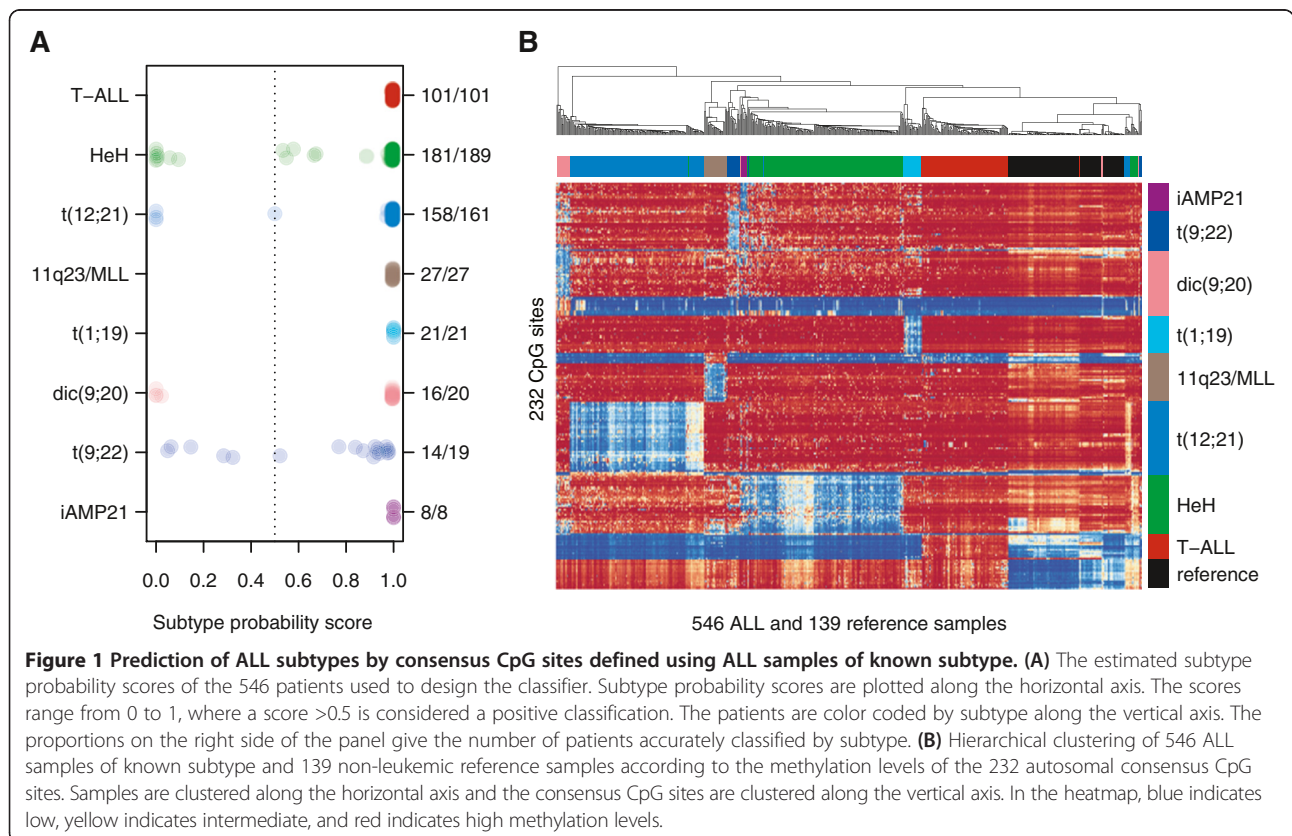 A
T-ALL 101/101
HeH 181/189
t(12;21) 158/161
11q23/MLL 27/27
t(1;19) 21/21
dic(9;20) 16/20
t(9;22) 14/19
iAMP21 8/8
0.0 0.2 0.4 0.6 0.8 1.0
Subtype probability score
B
232 CpG sites
iAMP21
t(9;22)
dic(9;20)
t(1;19)
11q23/MLL
t(12;21)
HeH
T-ALL
reference
546 ALL and 139 reference samples
Figure 1 Prediction of ALL subtypes by consensus CpG sites defined using ALL samples of known subtype. (A) The estimated subtype
probability scores of the 546 patients used to design the classifier. Subtype probability scores are plotted along the horizontal axis. The scores
range from 0 to 1, where a score >0.5 is considered a positive classification. The patients are color coded by subtype along the vertical axis. The
proportions on the right side of the panel give the number of patients accurately classified by subtype. (B) Hierarchical clustering of 546 ALL
samples of known subtype and 139 non-leukemic reference samples according to the methylation levels of the 232 autosomal consensus CpG
sites. Samples are clustered along the horizontal axis and the consensus CpG sites are clustered along the vertical axis. In the heatmap, blue indicates
low, yellow indicates intermediate, and red indicates high methylation levels.